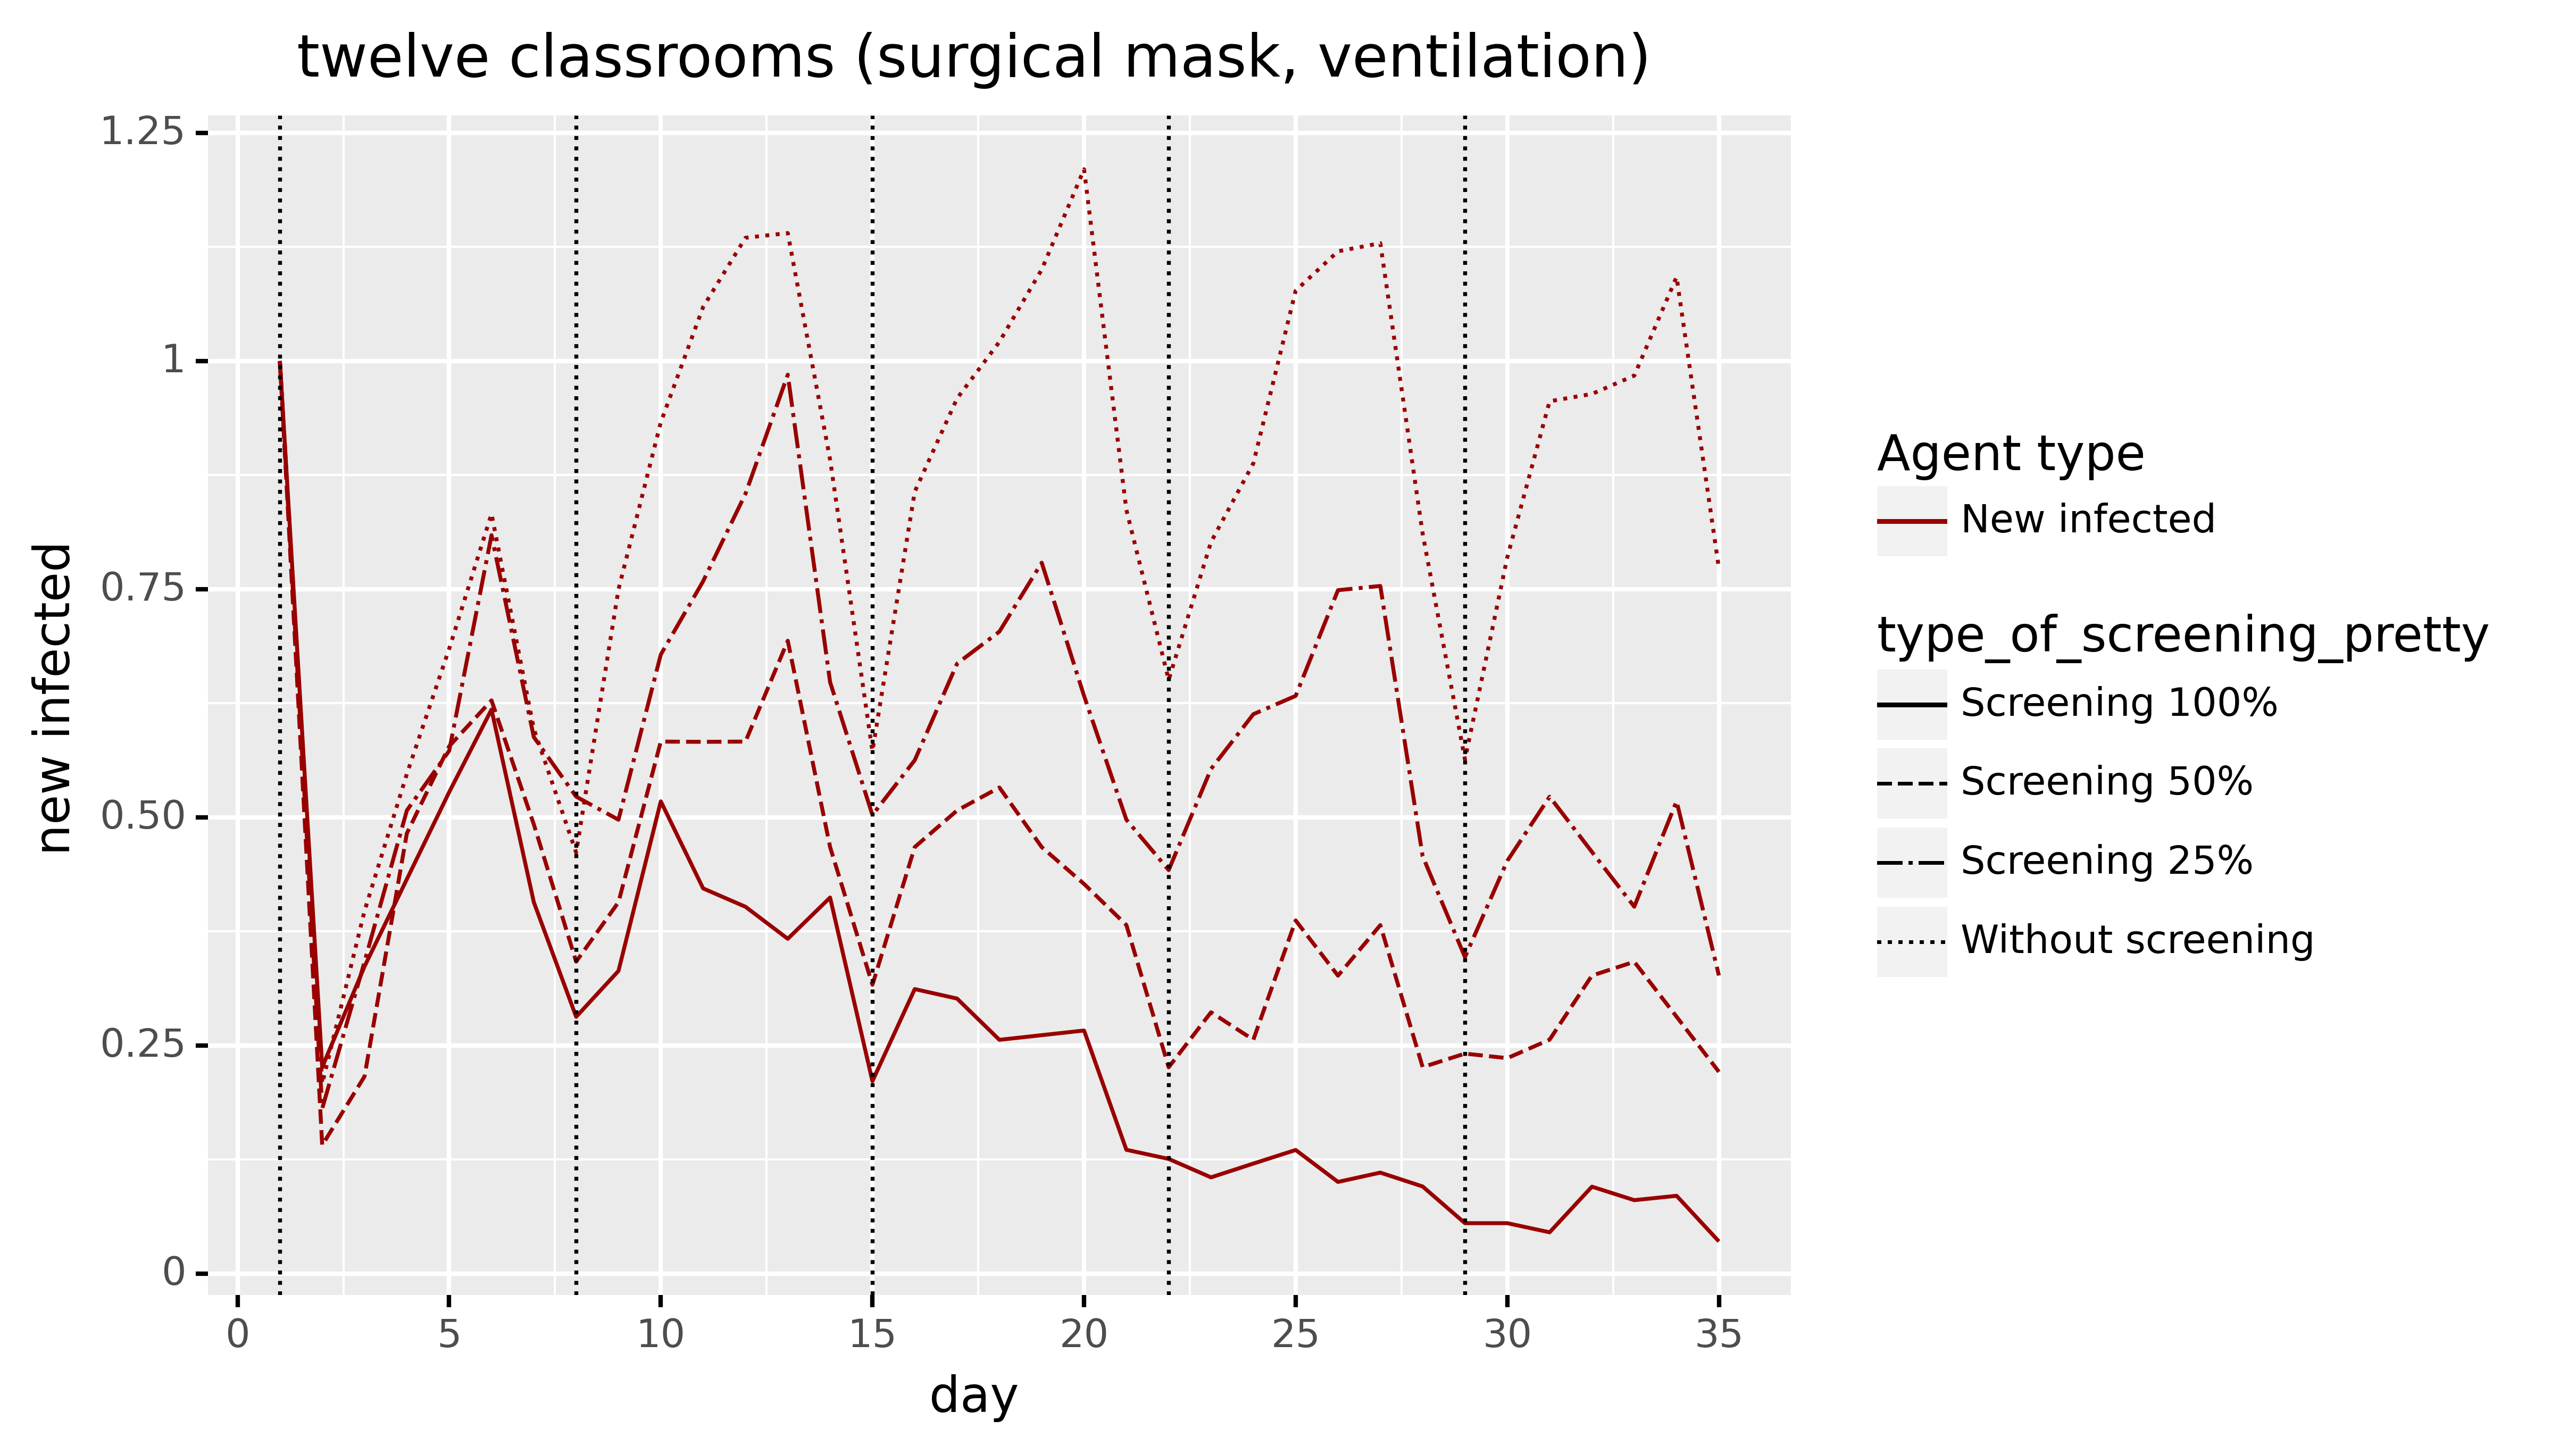 twelve classrooms (surgical mask, ventilation)
1.25
1
0.75
0.50
0.25
0
new infected
0 5 10 15 20 25 30 35
day
Agent type
New infected
type_of_screening_pretty
Screening 100%
Screening 50%
Screening 25%
Without screening